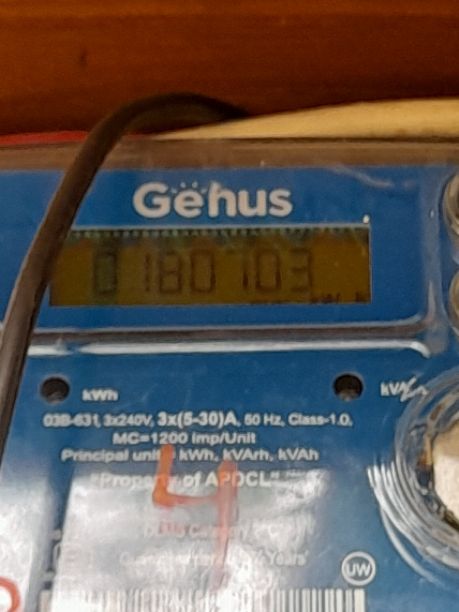 Genus
0180703
kWh
kVA
03B-631, 3x240V, 3x(5-30)A, 50 Hz, Class-1.0,
MC=1200 Imp/Unit
Principal unit kWh, kVArh, kVAh
"Property of APDCL"
4
Years'
UW